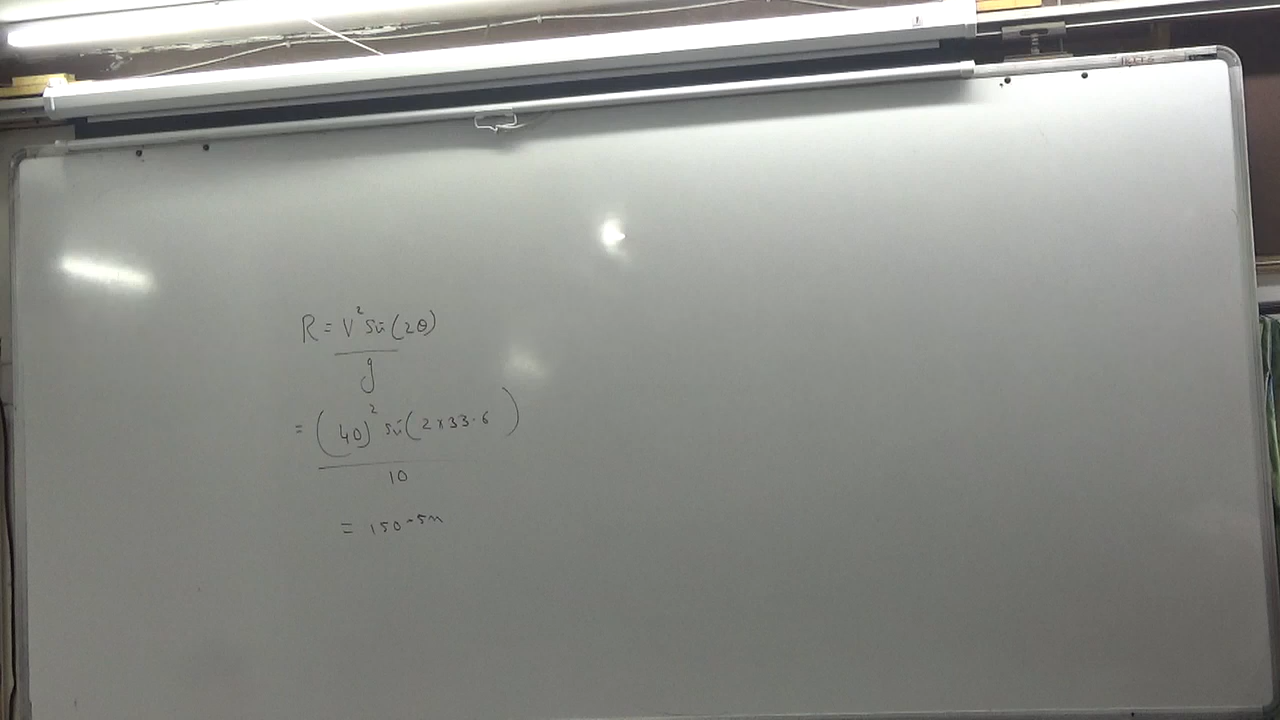 R = V² sin(2θ)
g
= (40)² sin(2×33.6)
10
= 150.5m